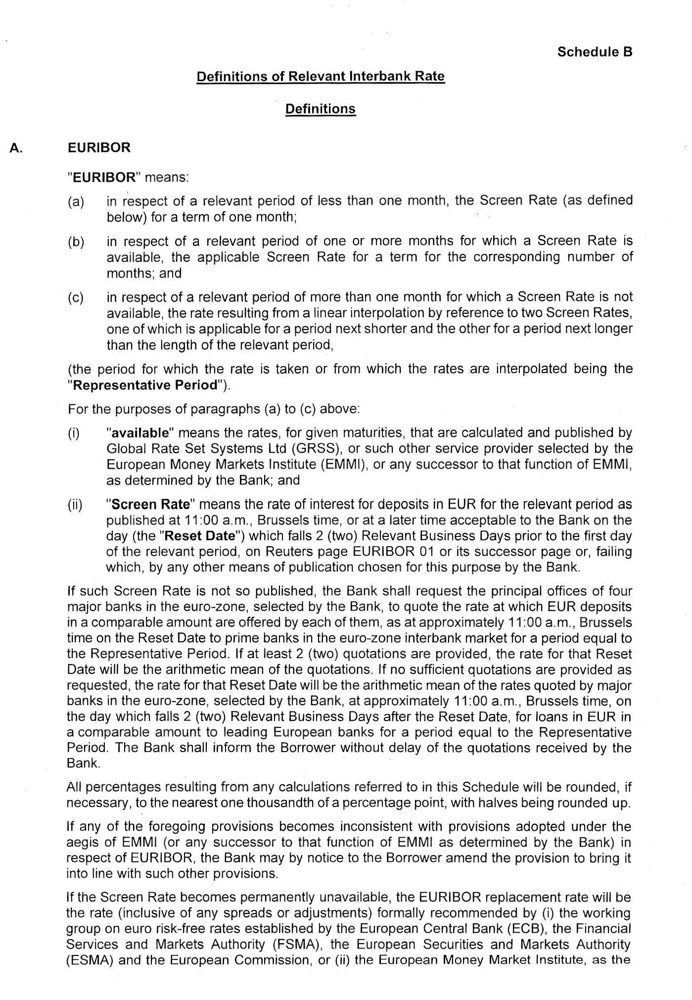 Schedule B
Definitions of Relevant Interbank Rate
Definitions
A. EURIBOR
"EURIBOR" means:
(a) in respect of a relevant period of less than one month, the Screen Rate (as defined
below) for a term of one month;
(b) in respect of a relevant period of one or more months for which a Screen Rate is
available, the applicable Screen Rate for a term for the corresponding number of
months; and
(c) in respect of a relevant period of more than one month for which a Screen Rate is not
available, the rate resulting from a linear interpolation by reference to two Screen Rates,
one of which is applicable for a period next shorter and the other for a period next longer
than the length of the relevant period,
(the period for which the rate is taken or from which the rates are interpolated being the
"Representative Period").
For the purposes of paragraphs (a) to (c) above:
(i) "available" means the rates, for given maturities, that are calculated and published by
Global Rate Set Systems Ltd (GRSS), or such other service provider selected by the
European Money Markets Institute (EMMI), or any successor to that function of EMMI,
as determined by the Bank; and
(ii) "Screen Rate" means the rate of interest for deposits in EUR for the relevant period as
published at 11:00 a.m., Brussels time, or at a later time acceptable to the Bank on the
day (the "Reset Date") which falls 2 (two) Relevant Business Days prior to the first day
of the relevant period, on Reuters page EURIBOR 01 or its successor page or, failing
which, by any other means of publication chosen for this purpose by the Bank.
If such Screen Rate is not so published, the Bank shall request the principal offices of four
major banks in the euro-zone, selected by the Bank, to quote the rate at which EUR deposits
in a comparable amount are offered by each of them, as at approximately 11:00 a.m., Brussels
time on the Reset Date to prime banks in the euro-zone interbank market for a period equal to
the Representative Period. If at least 2 (two) quotations are provided, the rate for that Reset
Date will be the arithmetic mean of the quotations. If no sufficient quotations are provided as
requested, the rate for that Reset Date will be the arithmetic mean of the rates quoted by major
banks in the euro-zone, selected by the Bank, at approximately 11:00 a.m., Brussels time, on
the day which falls 2 (two) Relevant Business Days after the Reset Date, for loans in EUR in
a comparable amount to leading European banks for a period equal to the Representative
Period. The Bank shall inform the Borrower without delay of the quotations received by the
Bank.
All percentages resulting from any calculations referred to in this Schedule will be rounded, if
necessary, to the nearest one thousandth of a percentage point, with halves being rounded up.
If any of the foregoing provisions becomes inconsistent with provisions adopted under the
aegis of EMMI (or any successor to that function of EMMI as determined by the Bank) in
respect of EURIBOR, the Bank may by notice to the Borrower amend the provision to bring it
into line with such other provisions.
If the Screen Rate becomes permanently unavailable, the EURIBOR replacement rate will be
the rate (inclusive of any spreads or adjustments) formally recommended by (i) the working
group on euro risk-free rates established by the European Central Bank (ECB), the Financial
Services and Markets Authority (FSMA), the European Securities and Markets Authority
(ESMA) and the European Commission, or (ii) the European Money Market Institute, as the